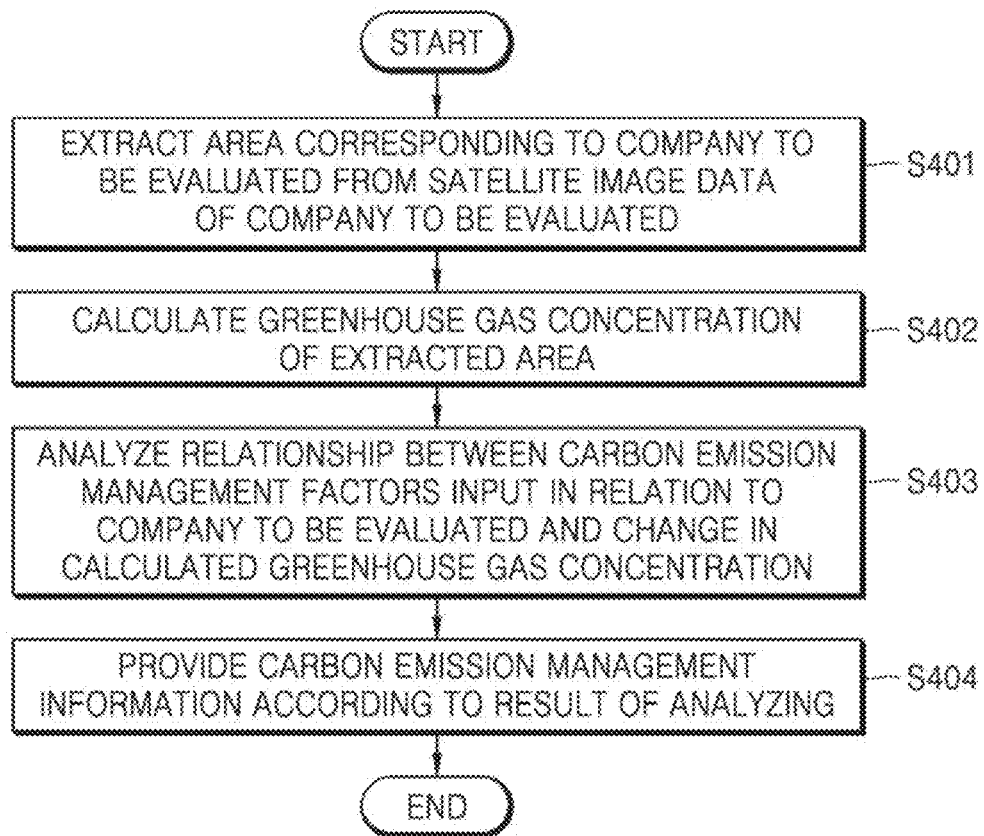 START
EXTRACT AREA CORRESPONDING TO COMPANY TO
BE EVALUATED FROM SATELLITE IMAGE DATA
OF COMPANY TO BE EVALUATED
S401
CALCULATE GREENHOUSE GAS CONCENTRATION
OF EXTRACTED AREA
S402
ANALYZE RELATIONSHIP BETWEEN CARBON EMISSION
MANAGEMENT FACTORS INPUT IN RELATION TO
COMPANY TO BE EVALUATED AND CHANGE IN
CALCULATED GREENHOUSE GAS CONCENTRATION
S403
PROVIDE CARBON EMISSION MANAGEMENT
INFORMATION ACCORDING TO RESULT OF ANALYZING
S404
END